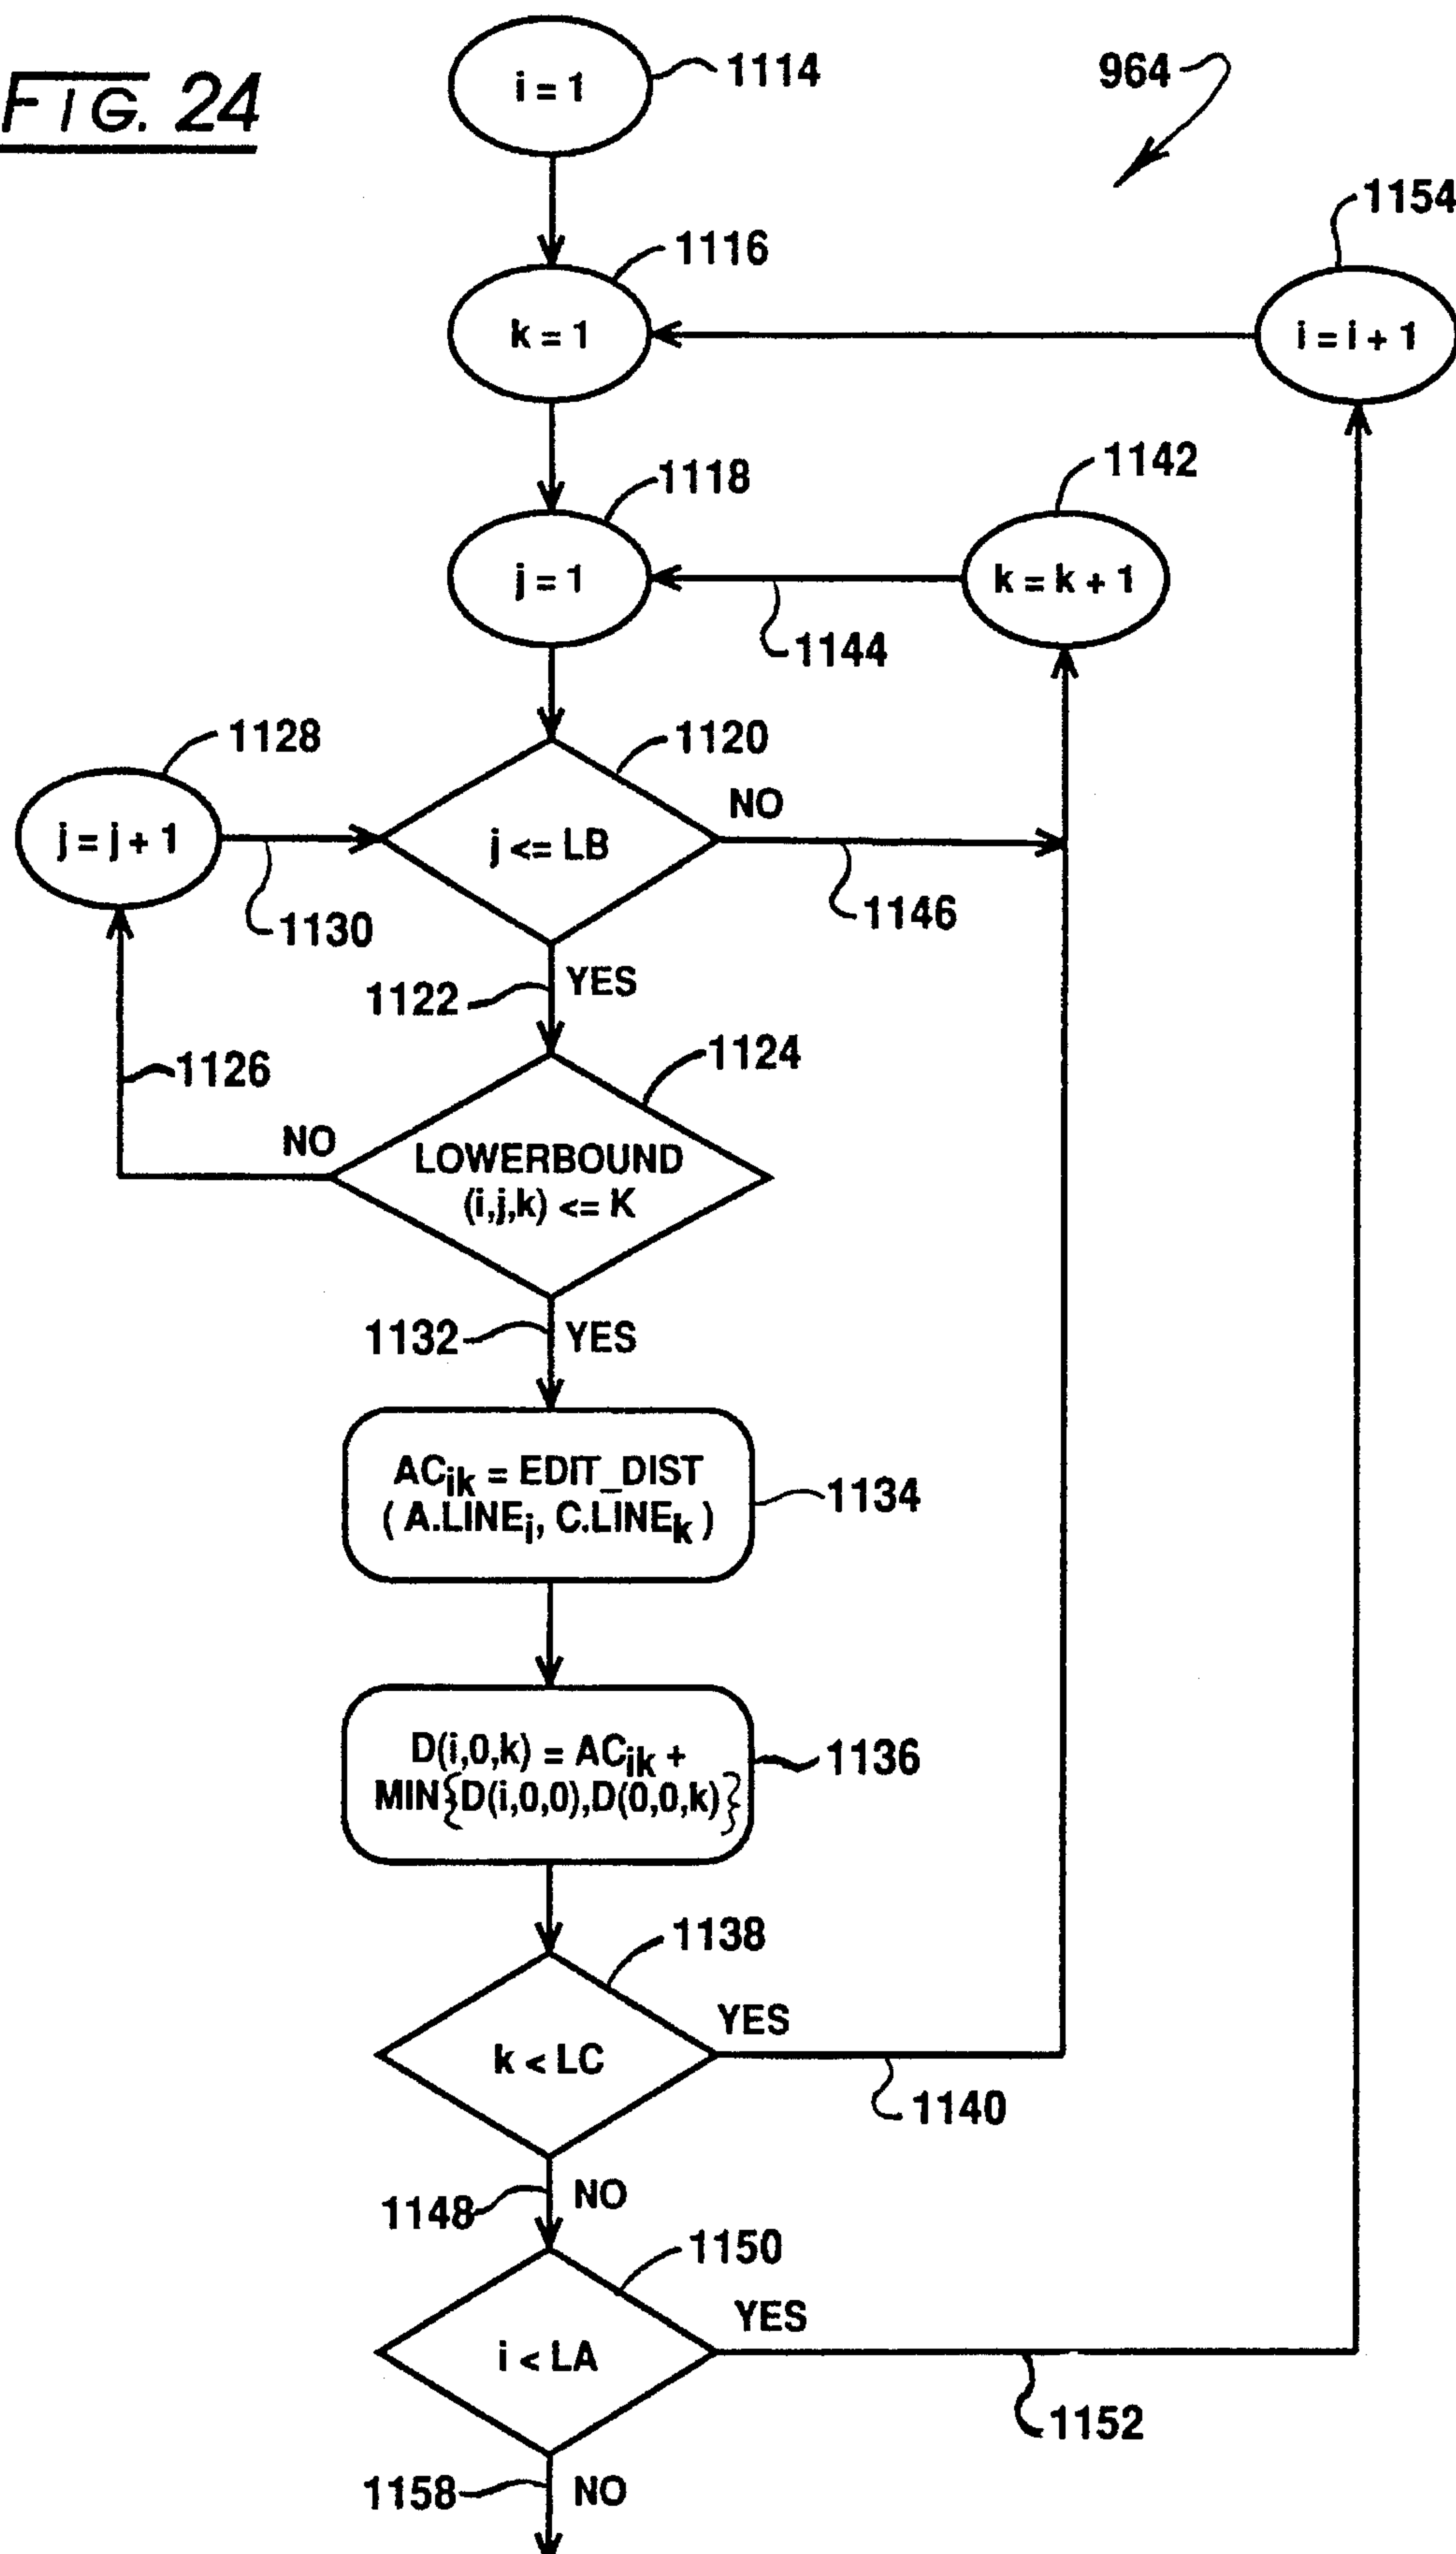 FIG. 24
i = 1
1114
964
1154
1116
k = 1
i = i + 1
1142
1118
j = 1
k = k + 1
1144
1128
1120
NO
j = j + 1
j <= LB
1130
1146
1122
YES
1124
1126
NO
LOWERBOUND
(i,j,k) <= K
1132
YES
ACik = EDIT_DIST
( A.LINEi, C.LINEk )
1134
D(i,0,k) = ACik +
MIN{D(i,0,0),D(0,0,k)}
1136
1138
YES
k < LC
1140
1148
NO
1150
YES
i < LA
1152
1158
NO